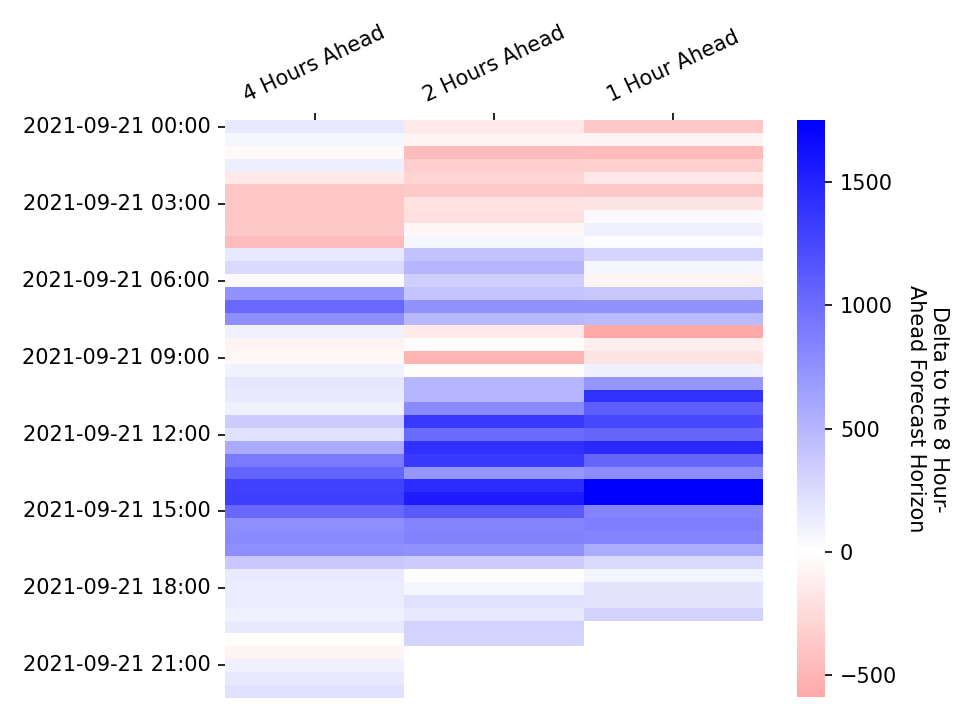 4 Hours Ahead
2 Hours Ahead
1 Hour Ahead
2021-09-21 00:00
2021-09-21 03:00
2021-09-21 06:00
2021-09-21 09:00
2021-09-21 12:00
2021-09-21 15:00
2021-09-21 18:00
2021-09-21 21:00
1500
1000
500
0
−500
Delta to the 8 Hour-
Ahead Forecast Horizon